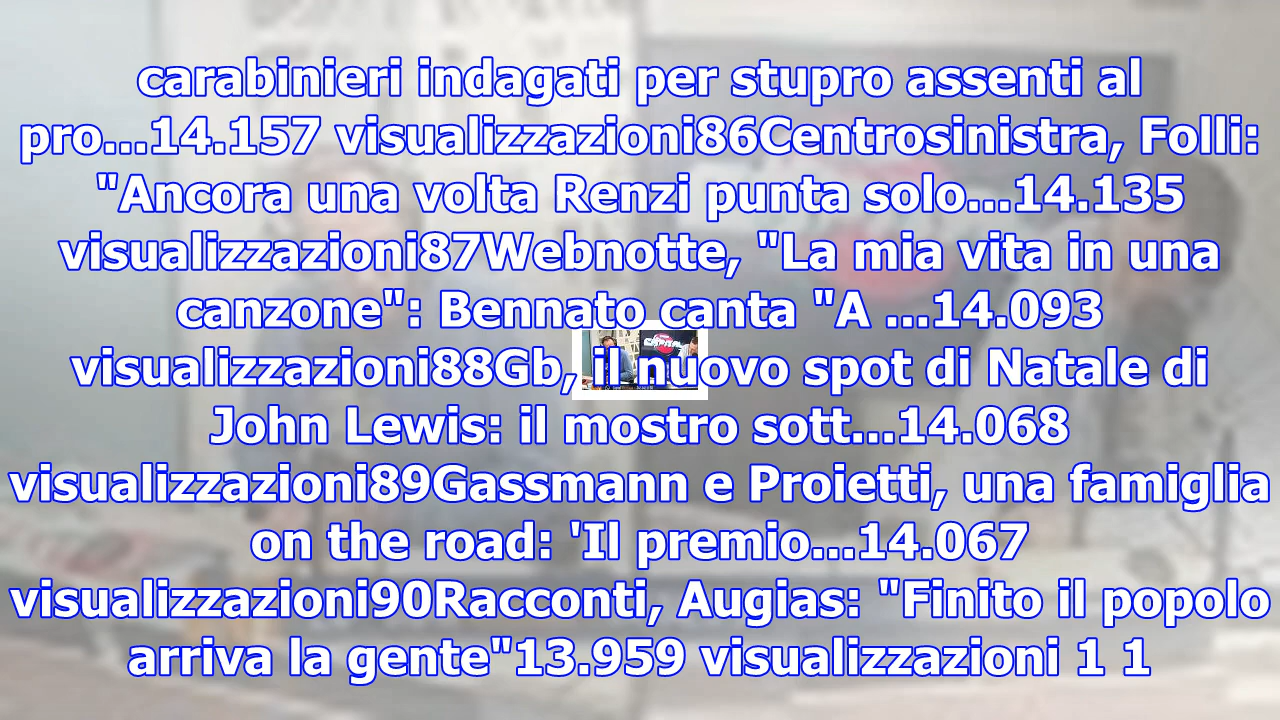 carabinieri indagati per stupro assenti al
pro...14.157 visualizzazioni86Centrosinistra, Folli:
"Ancora una volta Renzi punta solo...14.135
visualizzazioni87Webnotte, "La mia vita in una
canzone": Bennato canta "A ...14.093
visualizzazioni88Gb, il nuovo spot di Natale di
John Lewis: il mostro sott...14.068
visualizzazioni89Gassmann e Proietti, una famiglia
on the road: 'Il premio...14.067
visualizzazioni90Racconti, Augias: "Finito il popolo
arriva la gente"13.959 visualizzazioni 1 1
CAPITAL